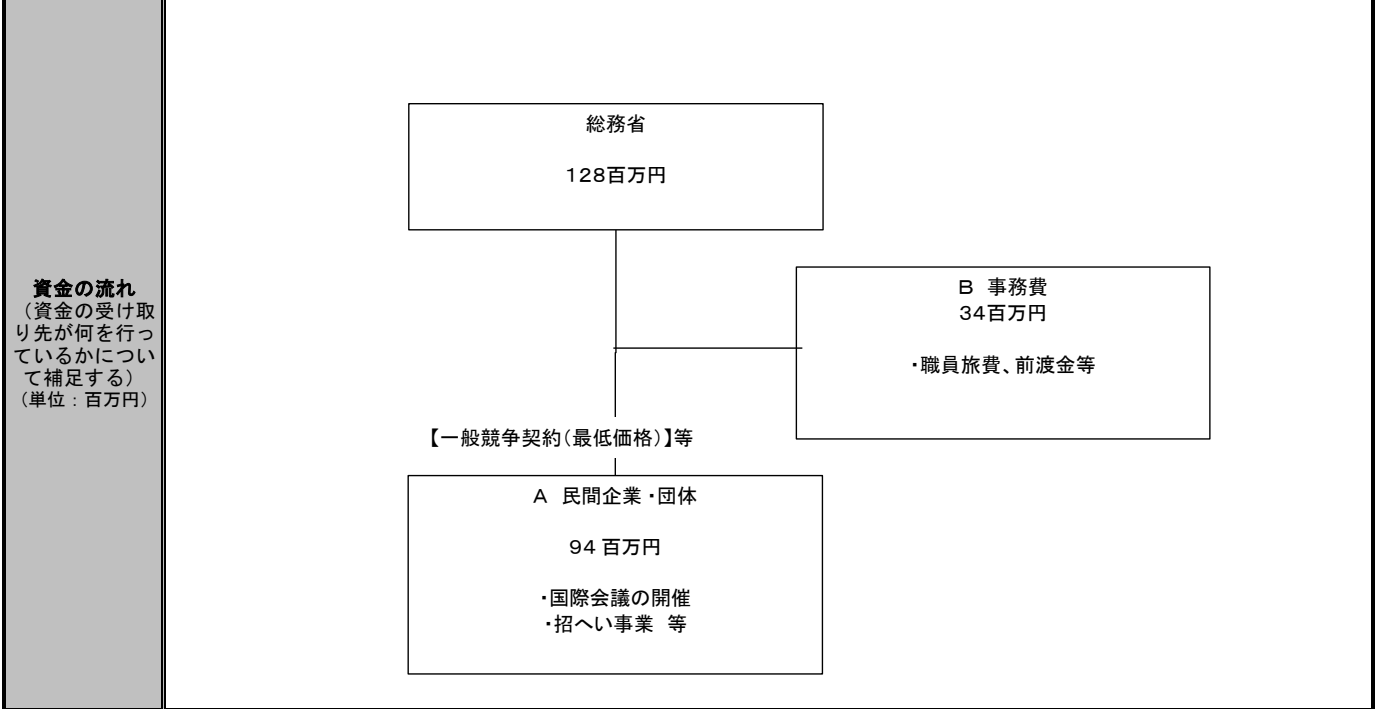 資金の流れ
（資金の受け取
り先が何を行っ
ているかについ
て補足する）
（単位：百万円）
総務省
128百万円
B 事務費
34百万円
・職員旅費、前渡金等
【一般競争契約（最低価格）】等
A 民間企業・団体
94 百万円
・国際会議の開催
・招へい事業 等